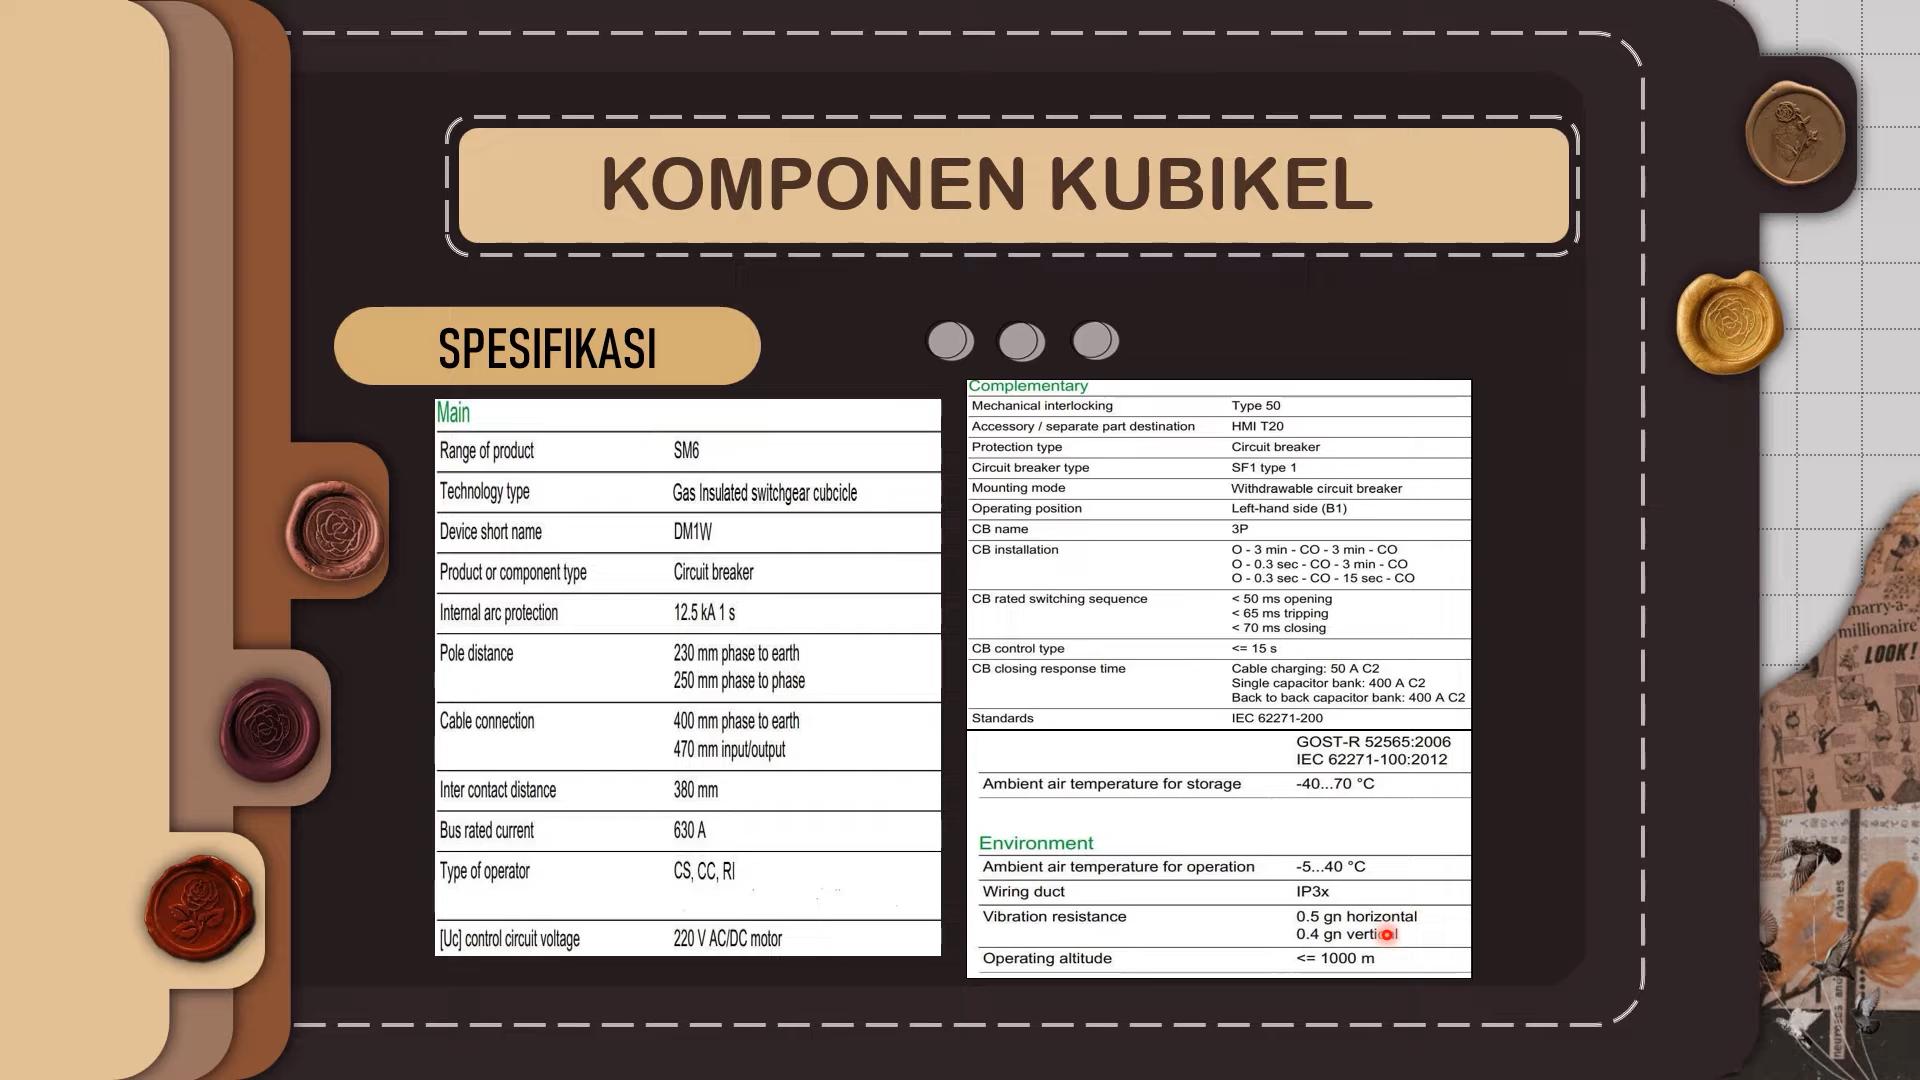 KOMPONEN KUBIKEL
SPESIFIKASI
Main
Range of product SM6
Technology type Gas Insulated switchgear cubcicle
Device short name DM1W
Product or component type Circuit breaker
Internal arc protection 12.5 kA 1 s
Pole distance 230 mm phase to earth
250 mm phase to phase
Cable connection 400 mm phase to earth
470 mm input/output
Inter contact distance 380 mm
Bus rated current 630 A
Type of operator CS, CC, RI
[Uc] control circuit voltage 220 V AC/DC motor
Complementary
Mechanical interlocking Type 50
Accessory / separate part destination HMI T20
Protection type Circuit breaker
Circuit breaker type SF1 type 1
Mounting mode Withdrawable circuit breaker
Operating position Left-hand side (B1)
CB name 3P
CB installation O - 3 min - CO - 3 min - CO
O - 0.3 sec - CO - 3 min - CO
O - 0.3 sec - CO - 15 sec - CO
CB rated switching sequence < 50 ms opening
< 65 ms tripping
< 70 ms closing
CB control type <= 15 s
CB closing response time Cable charging: 50 A C2
Single capacitor bank: 400 A C2
Back to back capacitor bank: 400 A C2
Standards IEC 62271-200
GOST-R 52565:2006
IEC 62271-100:2012
Ambient air temperature for storage -40...70 °C
Environment
Ambient air temperature for operation -5...40 °C
Wiring duct IP3x
Vibration resistance 0.5 gn horizontal
0.4 gn vertical
Operating altitude <= 1000 m
marry-a-
millionaire
LOOK!